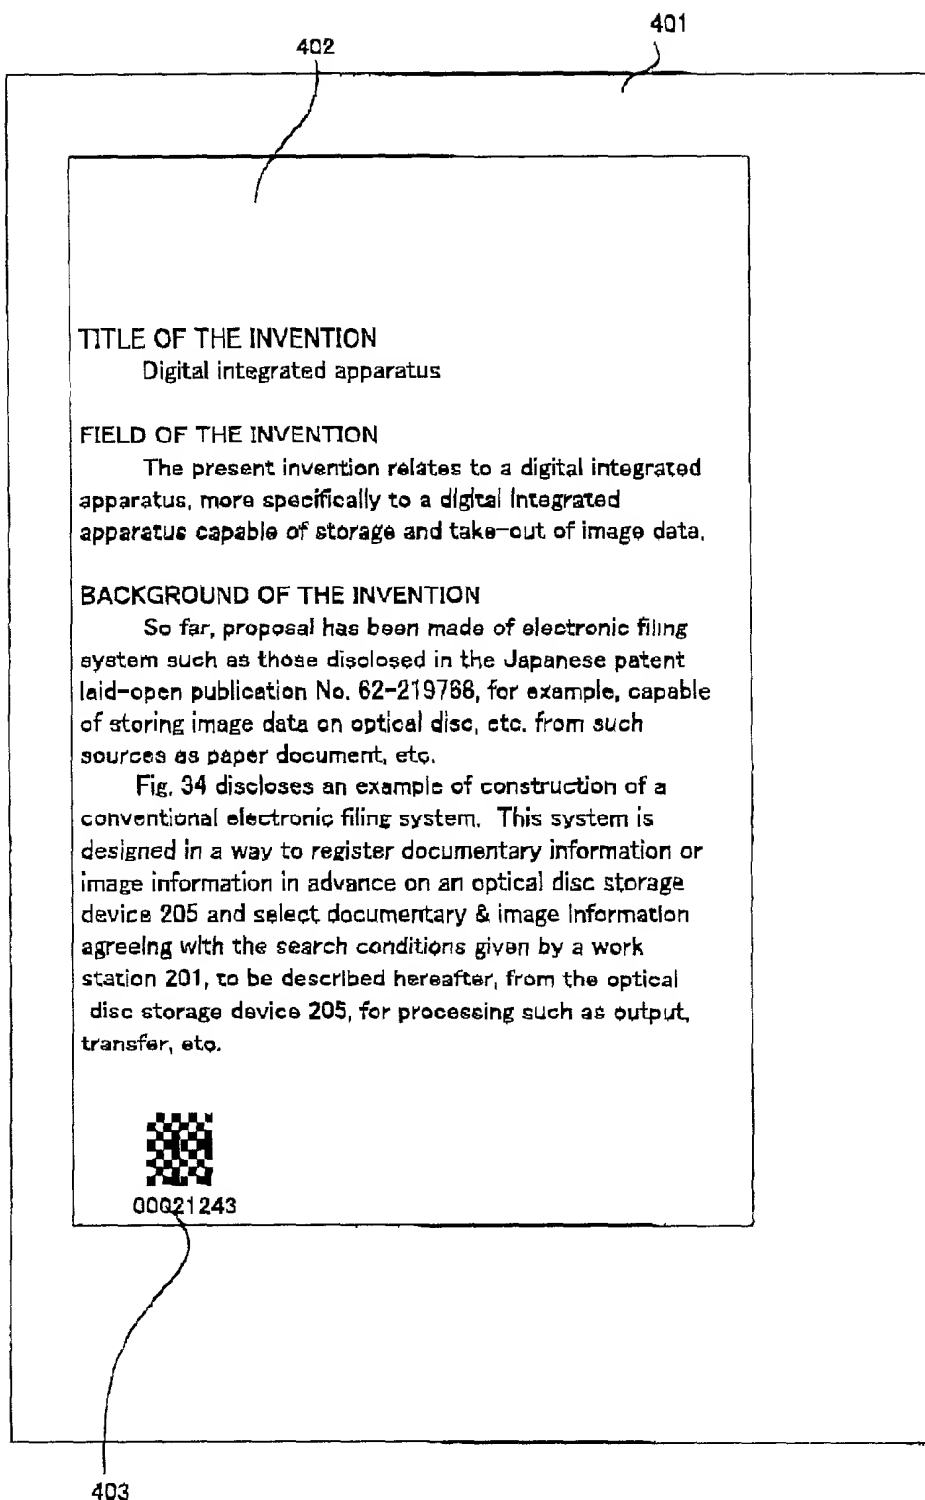 401
402
TITLE OF THE INVENTION
Digital integrated apparatus
FIELD OF THE INVENTION
The present invention relates to a digital integrated
apparatus, more specifically to a digital integrated
apparatus capable of storage and take-out of image data.
BACKGROUND OF THE INVENTION
So far, proposal has been made of electronic filing
system such as those disclosed in the Japanese patent
laid-open publication No. 62-219768, for example, capable
of storing image data on optical disc, etc. from such
sources as paper document, etc.
Fig. 34 discloses an example of construction of a
conventional electronic filing system. This system is
designed in a way to register documentary information or
image information in advance on an optical disc storage
device 205 and select documentary & image information
agreeing with the search conditions given by a work
station 201, to be described hereafter, from the optical
disc storage device 205, for processing such as output,
transfer, etc.
00021243
403